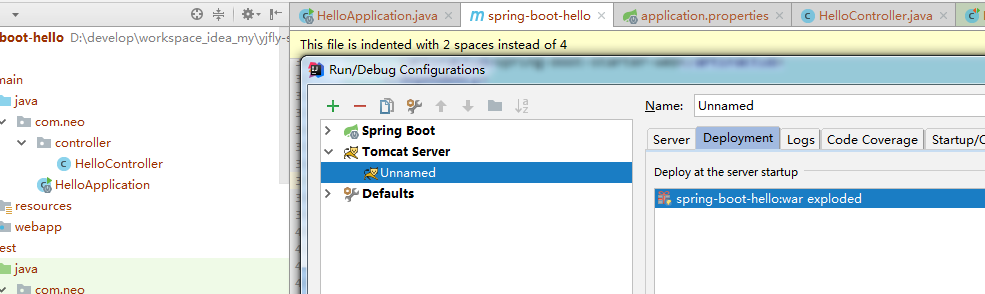 HelloApplication.java spring-boot-hello application.properties HelloController.java
boot-hello D:\develop\workspace_idea_my\yjfly-s
This file is indented with 2 spaces instead of 4
Run/Debug Configurations
main
java
com.neo
controller
HelloController
HelloApplication
resources
webapp
est
java
com.neo
Spring Boot
Tomcat Server
Unnamed
Defaults
Name: Unnamed
Server Deployment Logs Code Coverage Startup/C
Deploy at the server startup
spring-boot-hello:war exploded